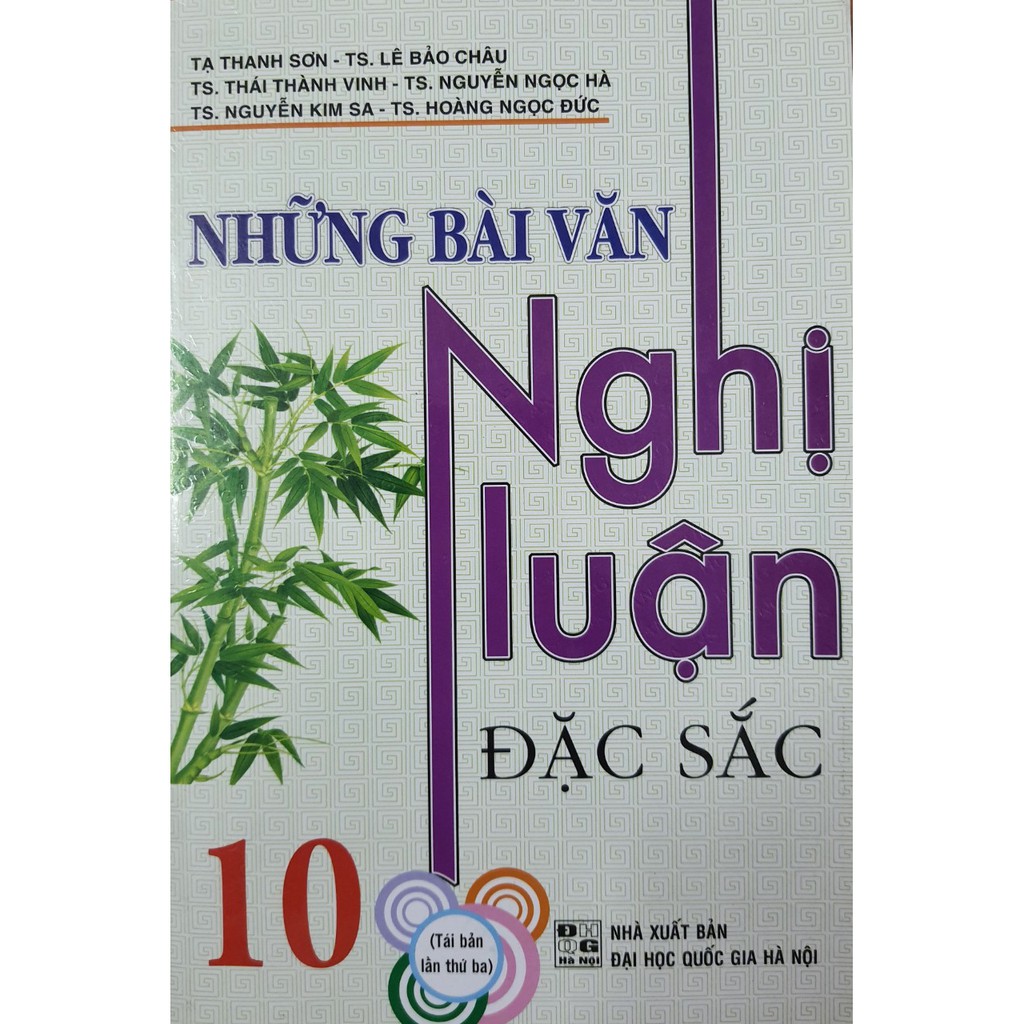 TẠ THANH SƠN - TS. LÊ BẢO CHÂU
TS. THÁI THÀNH VINH - TS. NGUYỄN NGỌC HÀ
TS. NGUYỄN KIM SA - TS. HOÀNG NGỌC ĐỨC
NHỮNG BÀI VĂN
Nghị
luận
ĐẶC SẮC
10
(Tái bản
lần thứ ba)
ĐH
QG
Hà Nội
NHÀ XUẤT BẢN
ĐẠI HỌC QUỐC GIA HÀ NỘI